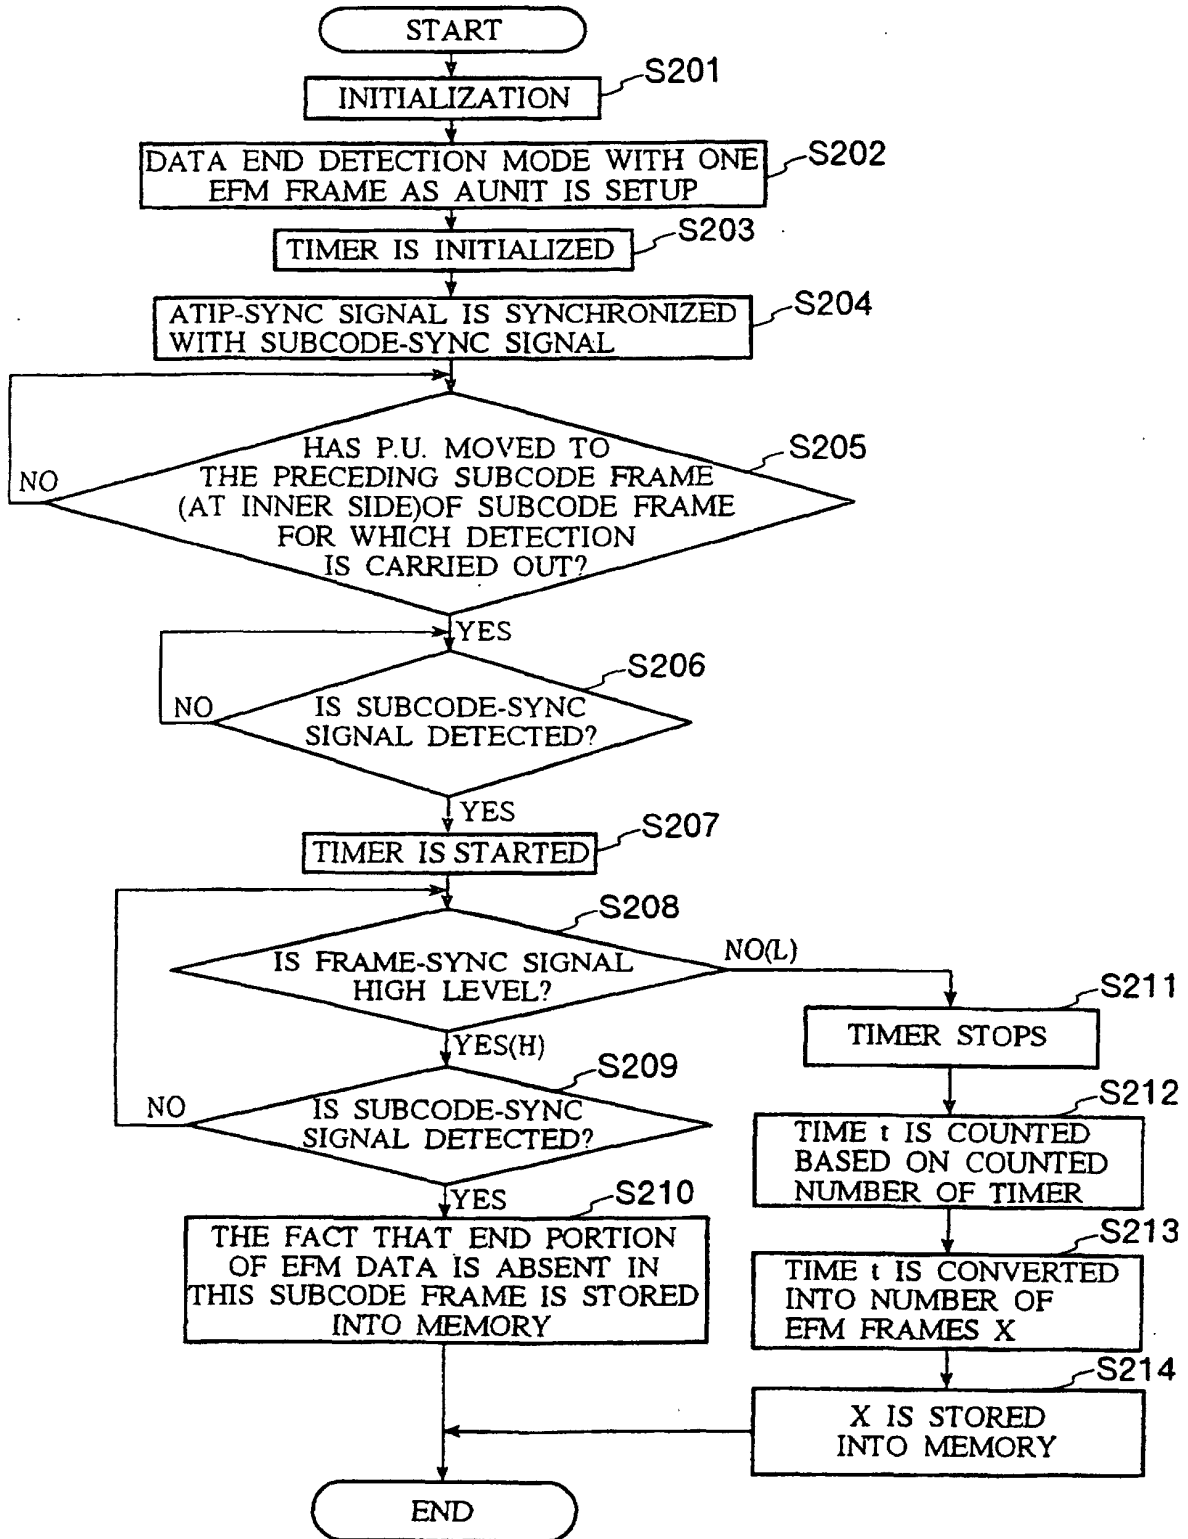 START
S201
INITIALIZATION
S202
DATA END DETECTION MODE WITH ONE
EFM FRAME AS AUNIT IS SETUP
S203
TIMER IS INITIALIZED
S204
ATIP-SYNC SIGNAL IS SYNCHRONIZED
WITH SUBCODE-SYNC SIGNAL
S205
HAS P.U. MOVED TO
THE PRECEDING SUBCODE FRAME
(AT INNER SIDE)OF SUBCODE FRAME
FOR WHICH DETECTION
IS CARRIED OUT?
NO
YES
S206
IS SUBCODE-SYNC
SIGNAL DETECTED?
NO
YES
S207
TIMER IS STARTED
S208
IS FRAME-SYNC SIGNAL
HIGH LEVEL?
NO(L)
YES(H)
S209
IS SUBCODE-SYNC
SIGNAL DETECTED?
NO
YES
S210
THE FACT THAT END PORTION
OF EFM DATA IS ABSENT IN
THIS SUBCODE FRAME IS STORED
INTO MEMORY
S211
TIMER STOPS
S212
TIME t IS COUNTED
BASED ON COUNTED
NUMBER OF TIMER
S213
TIME t IS CONVERTED
INTO NUMBER OF
EFM FRAMES X
S214
X IS STORED
INTO MEMORY
END